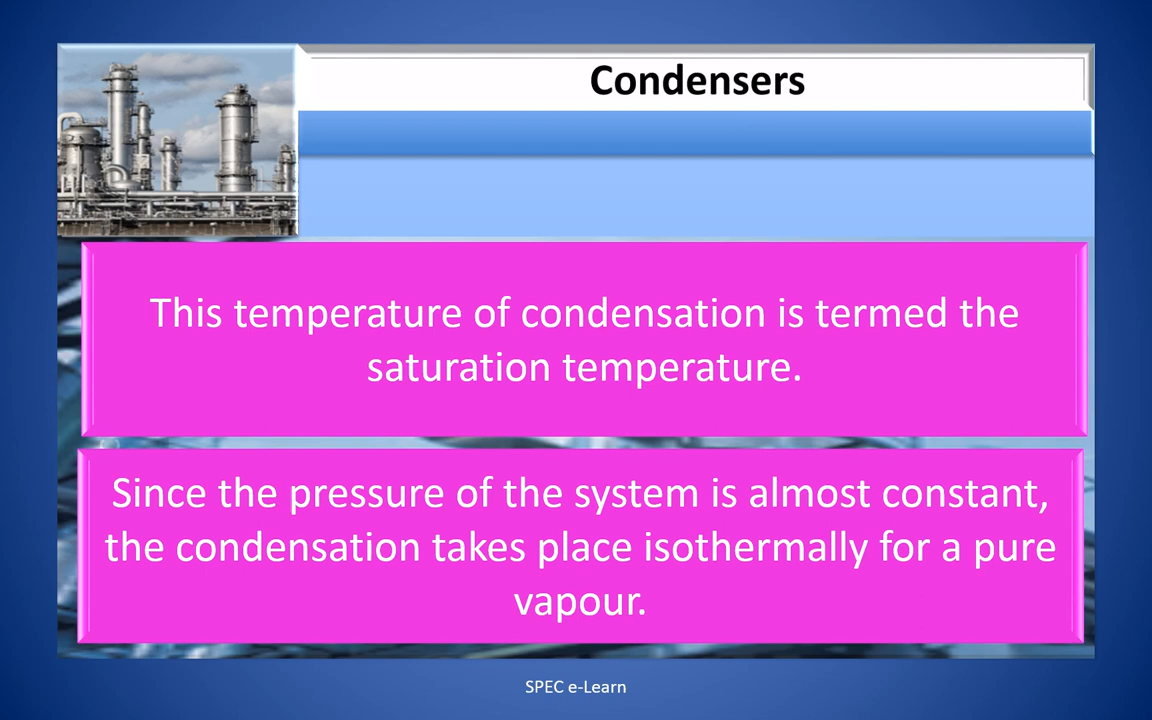 Condensers
This temperature of condensation is termed the
saturation temperature.
Since the pressure of the system is almost constant,
the condensation takes place isothermally for a pure
vapour.
SPEC e-Learn